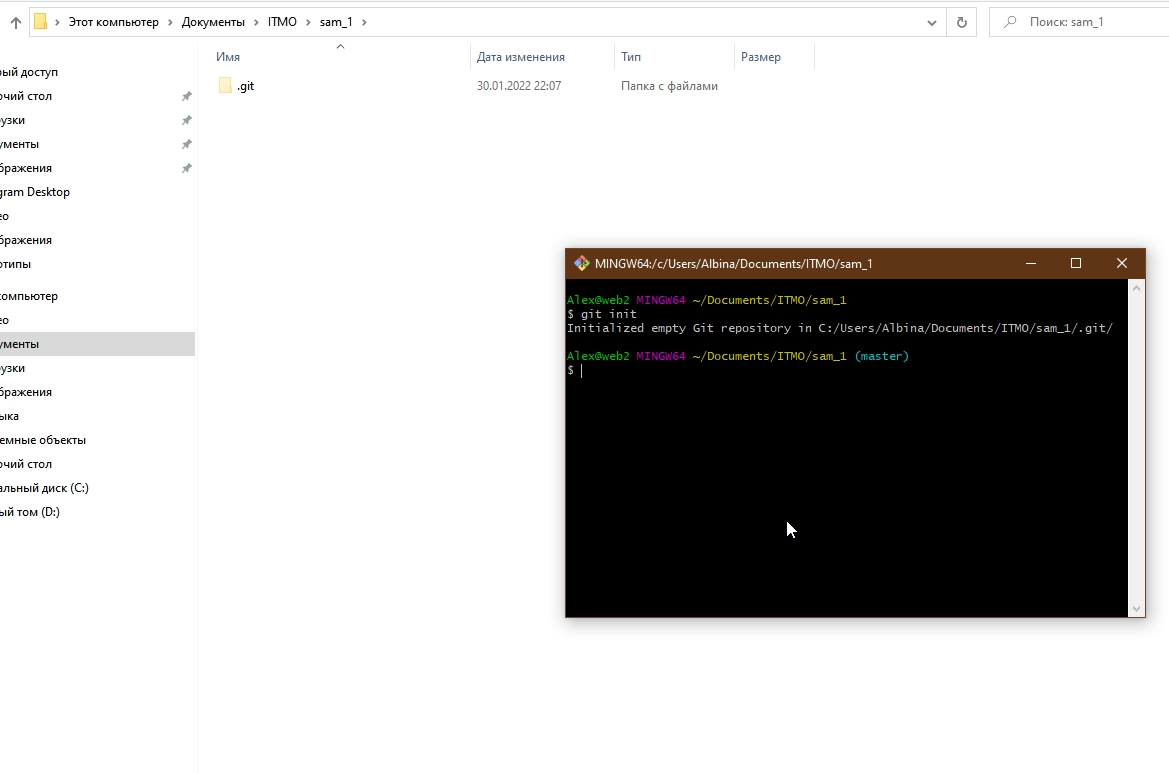 Этот компьютер > Документы > ITMO > sam_1 >
Поиск: sam_1
Имя Дата изменения Тип Размер
.git 30.01.2022 22:07 Папка с файлами
рый доступ
очий стол
узки
ументы
бражения
gram Desktop
ео
бражения
отипы
компьютер
ео
ументы
узки
бражения
ыка
емные объекты
очий стол
альный диск (C:)
ый том (D:)
MINGW64:/c/Users/Albina/Documents/ITMO/sam_1
Alex@web2 MINGW64 ~/Documents/ITMO/sam_1
$ git init
Initialized empty Git repository in C:/Users/Albina/Documents/ITMO/sam_1/.git/
Alex@web2 MINGW64 ~/Documents/ITMO/sam_1 (master)
$